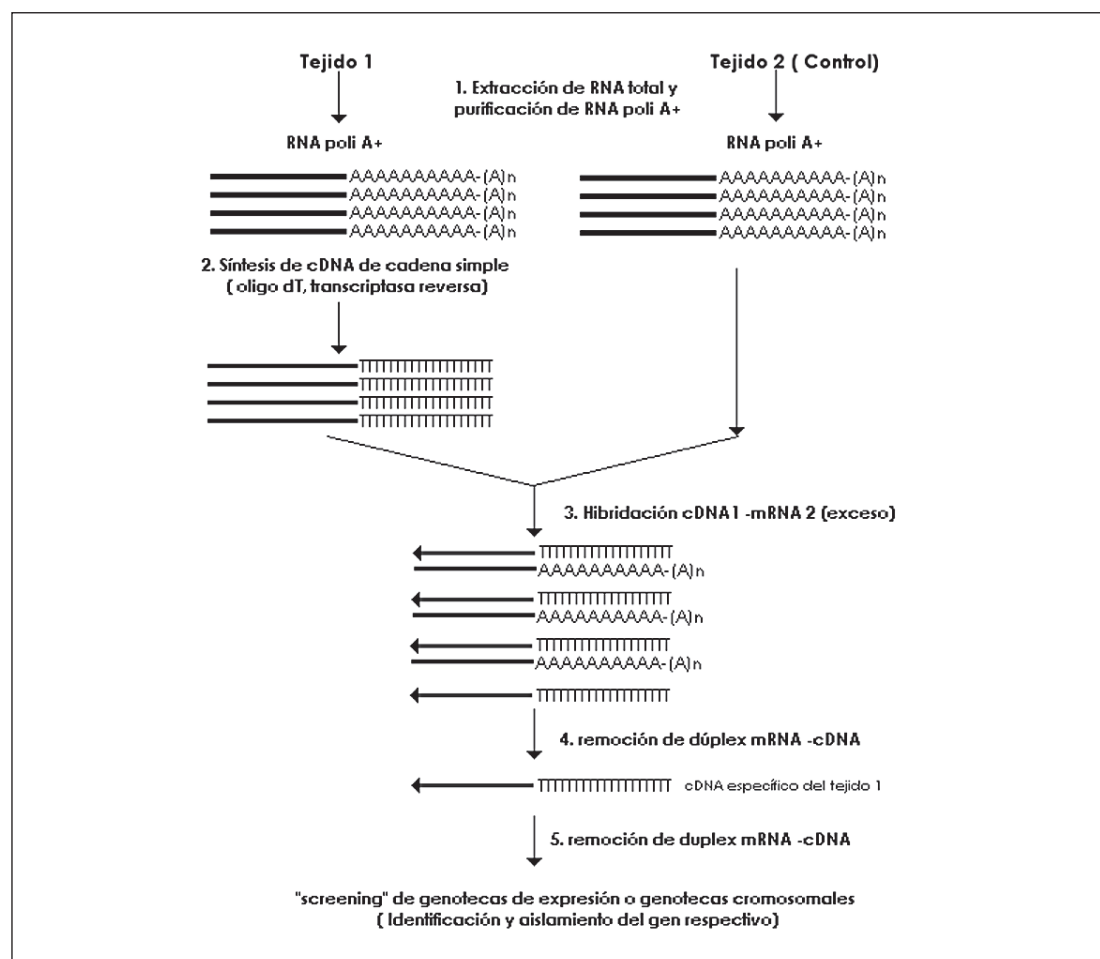 Tejido 1
Tejido 2 ( Control)
1. Extracción de RNA total y
purificación de RNA poli A+
RNA poli A+
RNA poli A+
AAAAAAAAAA-(A)n
AAAAAAAAAA-(A)n
AAAAAAAAAA-(A)n
AAAAAAAAAA-(A)n
AAAAAAAAAA-(A)n
AAAAAAAAAA-(A)n
AAAAAAAAAA-(A)n
AAAAAAAAAA-(A)n
2. Síntesis de cDNA de cadena simple
( oligo dT, transcriptasa reversa)
TTTTTTTTTTTTTTTTTT
TTTTTTTTTTTTTTTTTT
TTTTTTTTTTTTTTTTTT
TTTTTTTTTTTTTTTTTT
3. Hibridación cDNA1 -mRNA 2 (exceso)
TTTTTTTTTTTTTTTTTT
AAAAAAAAAA-(A)n
TTTTTTTTTTTTTTTTTT
AAAAAAAAAA-(A)n
TTTTTTTTTTTTTTTTTT
AAAAAAAAAA-(A)n
TTTTTTTTTTTTTTTTTT
4. remoción de dúplex mRNA -cDNA
TTTTTTTTTTTTTTTTTT cDNA específico del tejido 1
5. remoción de duplex mRNA -cDNA
"screening" de genotecas de expresión o genotecas cromosomales
( Identificación y aislamiento del gen respectivo)